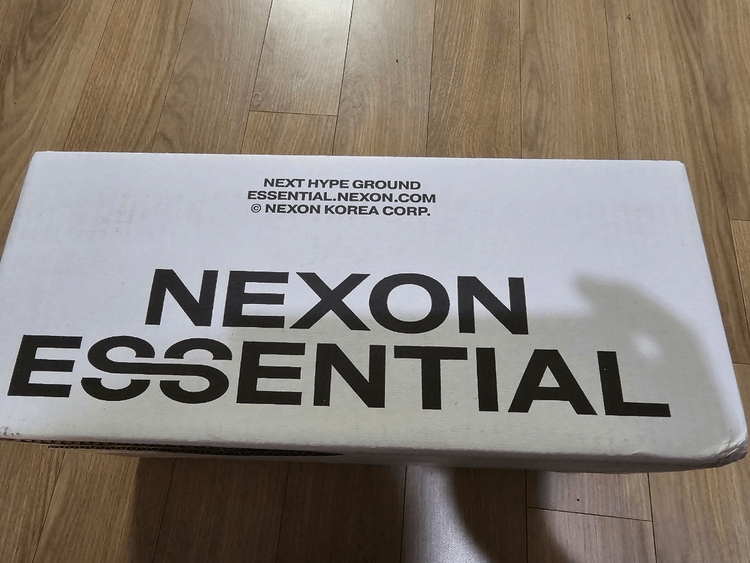 NEXT HYPE GROUND
ESSENTIAL.NEXON.COM
© NEXON KOREA CORP.
NEXON
ESSENTIAL